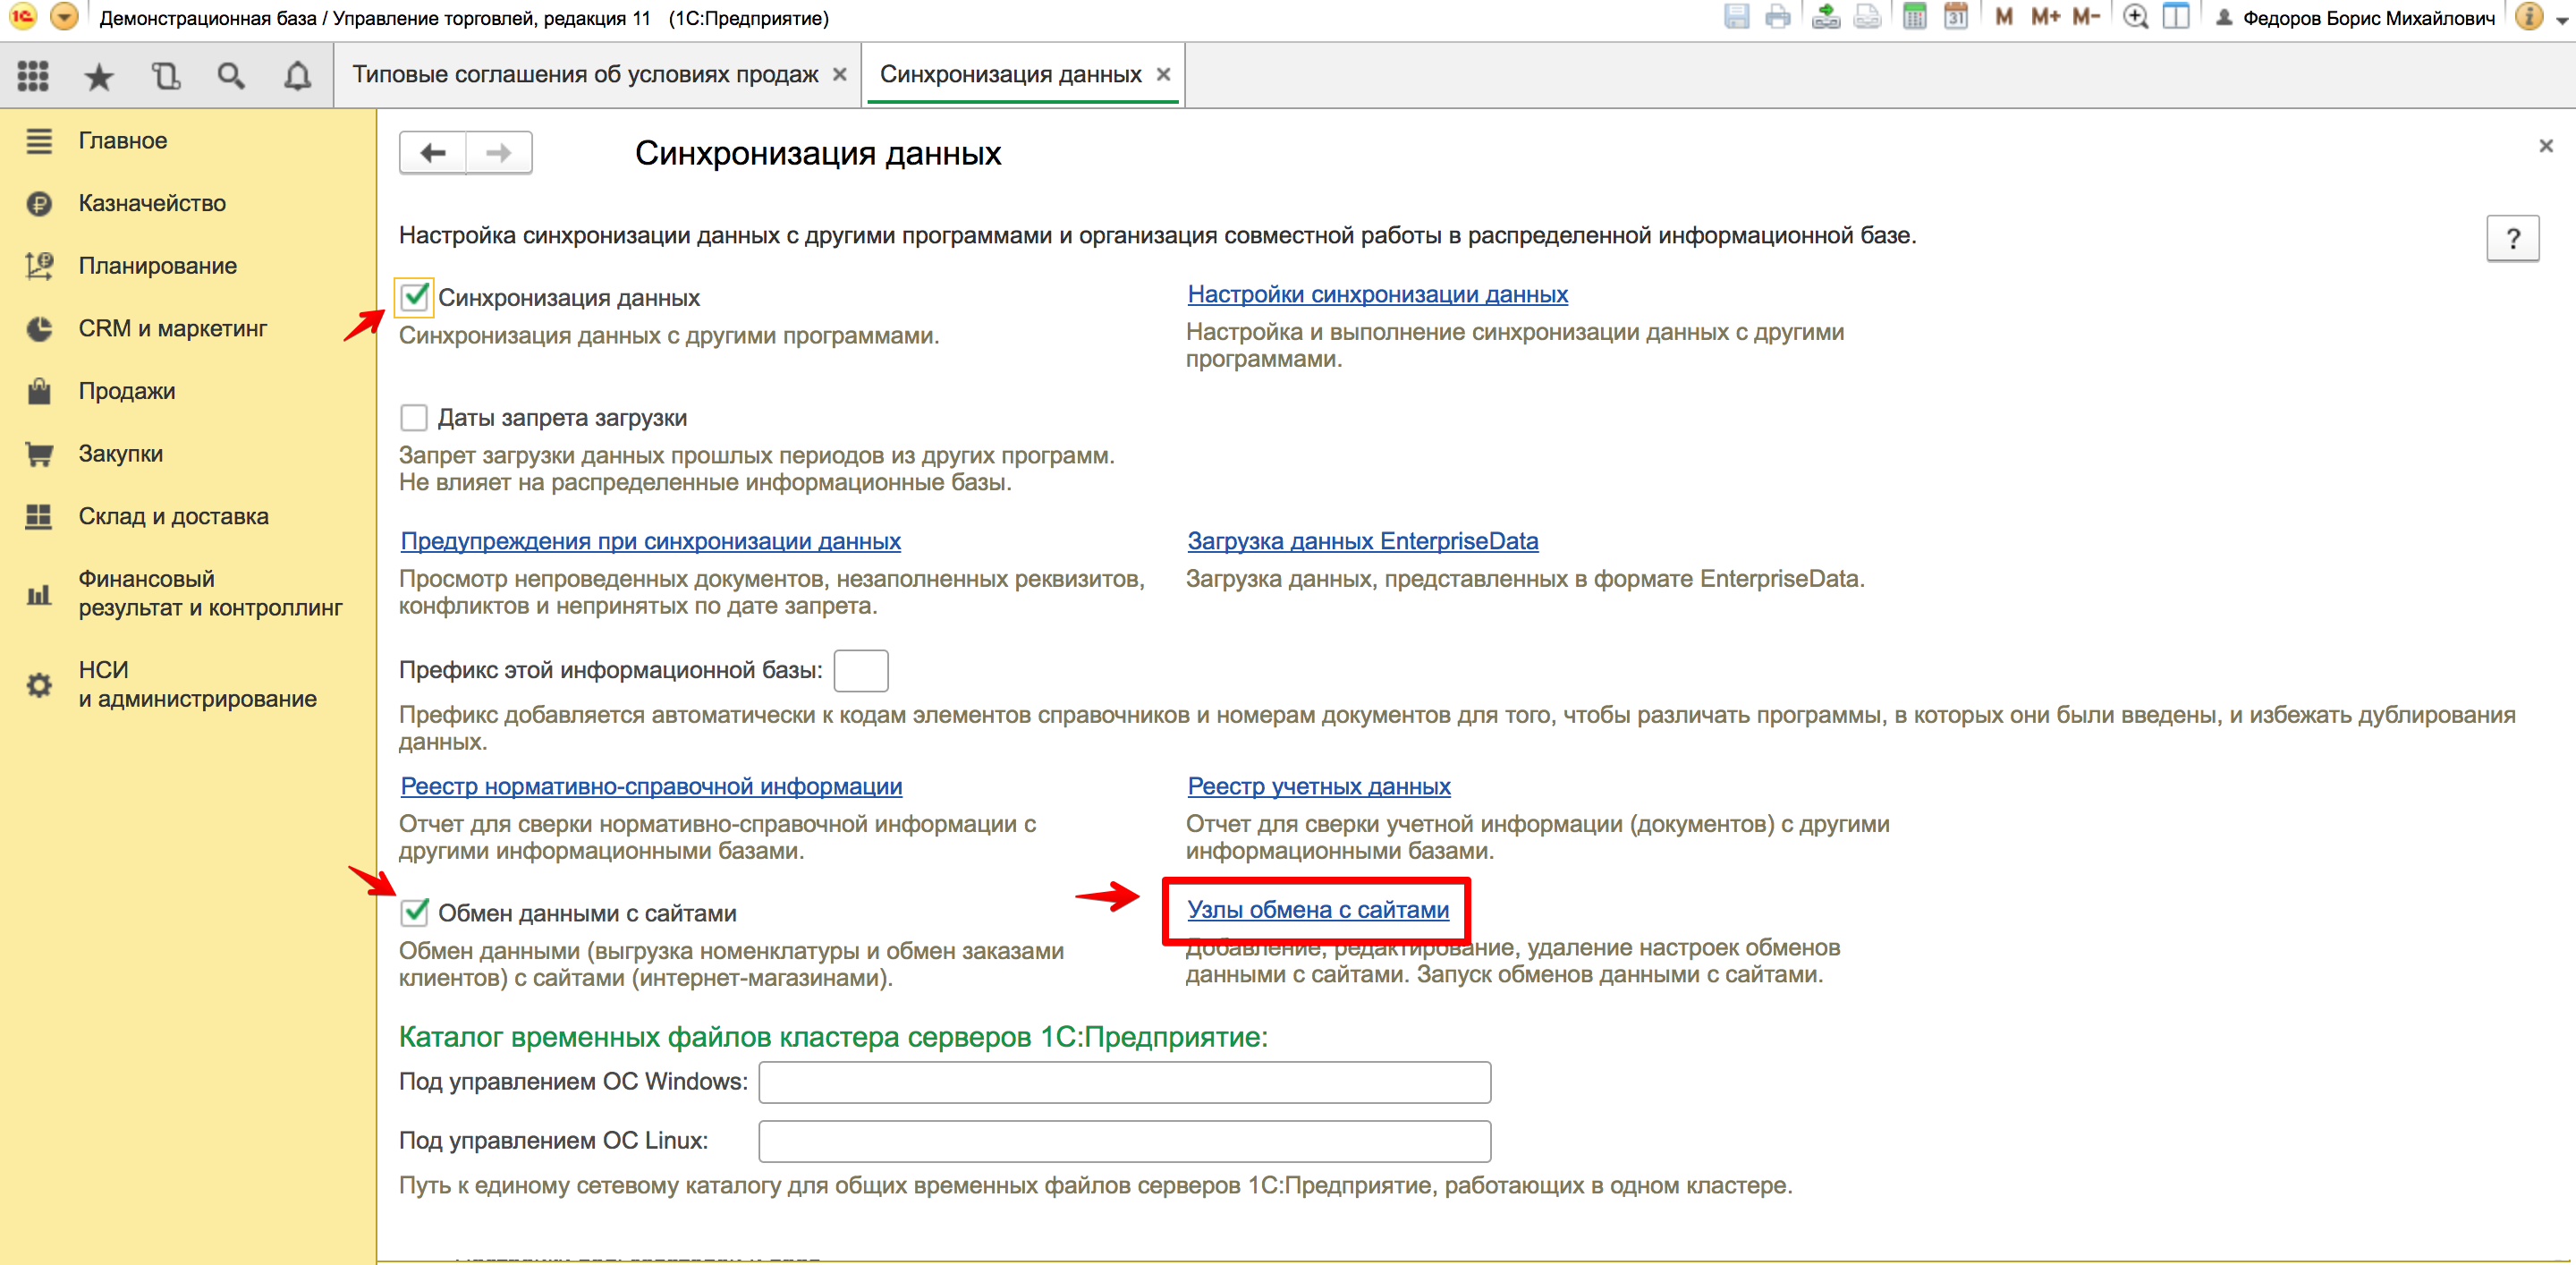 Демонстрационная база / Управление торговлей, редакция 11 (1С:Предприятие)
31 M M+ M- Федоров Борис Михайлович
Типовые соглашения об условиях продаж
Синхронизация данных
Главное
Казначейство
Планирование
CRM и маркетинг
Продажи
Закупки
Склад и доставка
Финансовый
результат и контроллинг
НСИ
и администрирование
Синхронизация данных
Настройка синхронизации данных с другими программами и организация совместной работы в распределенной информационной базе.
?
Синхронизация данных
Синхронизация данных с другими программами.
Настройки синхронизации данных
Настройка и выполнение синхронизации данных с другими
программами.
Даты запрета загрузки
Запрет загрузки данных прошлых периодов из других программ.
Не влияет на распределенные информационные базы.
Предупреждения при синхронизации данных
Просмотр непроведенных документов, незаполненных реквизитов,
конфликтов и непринятых по дате запрета.
Загрузка данных EnterpriseData
Загрузка данных, представленных в формате EnterpriseData.
Префикс этой информационной базы:
Префикс добавляется автоматически к кодам элементов справочников и номерам документов для того, чтобы различать программы, в которых они были введены, и избежать дублирования
данных.
Реестр нормативно-справочной информации
Отчет для сверки нормативно-справочной информации с
другими информационными базами.
Реестр учетных данных
Отчет для сверки учетной информации (документов) с другими
информационными базами.
Обмен данными с сайтами
Обмен данными (выгрузка номенклатуры и обмен заказами
клиентов) с сайтами (интернет-магазинами).
Узлы обмена с сайтами
Добавление, редактирование, удаление настроек обменов
данными с сайтами. Запуск обменов данными с сайтами.
Каталог временных файлов кластера серверов 1С:Предприятие:
Под управлением ОС Windows:
Под управлением ОС Linux:
Путь к единому сетевому каталогу для общих временных файлов серверов 1С:Предприятие, работающих в одном кластере.